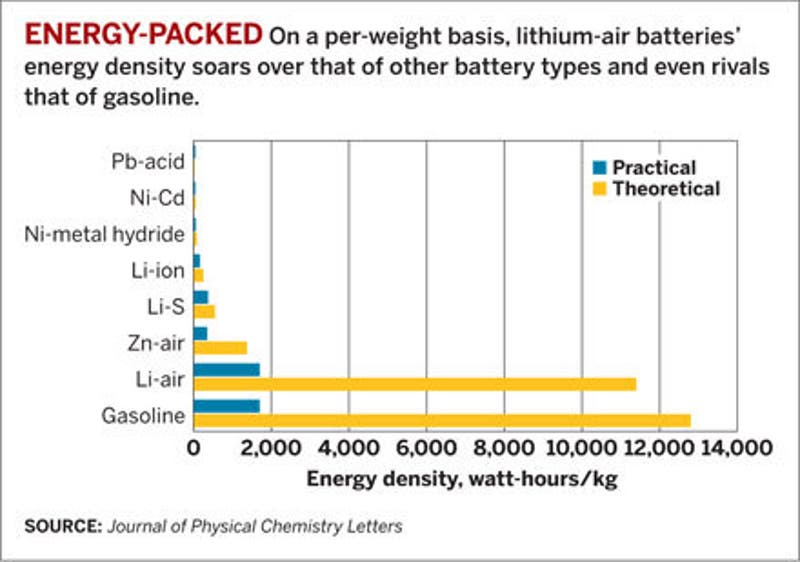 ENERGY-PACKED On a per-weight basis, lithium-air batteries’
energy density soars over that of other battery types and even rivals
that of gasoline.
Practical
Theoretical
Pb-acid
Ni-Cd
Ni-metal hydride
Li-ion
Li-S
Zn-air
Li-air
Gasoline
0 2,000 4,000 6,000 8,000 10,000 12,000 14,000
Energy density, watt-hours/kg
SOURCE: Journal of Physical Chemistry Letters